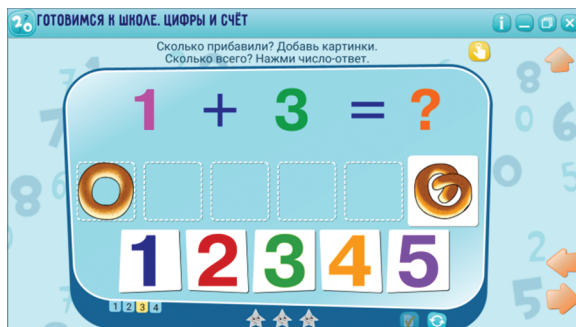 ГОТОВИМСЯ К ШКОЛЕ. ЦИФРЫ И СЧЁТ
Сколько прибавили? Добавь картинки.
Сколько всего? Нажми число-ответ.
1 + 3 = ?
1 2 3 4 5
1 2 3 4